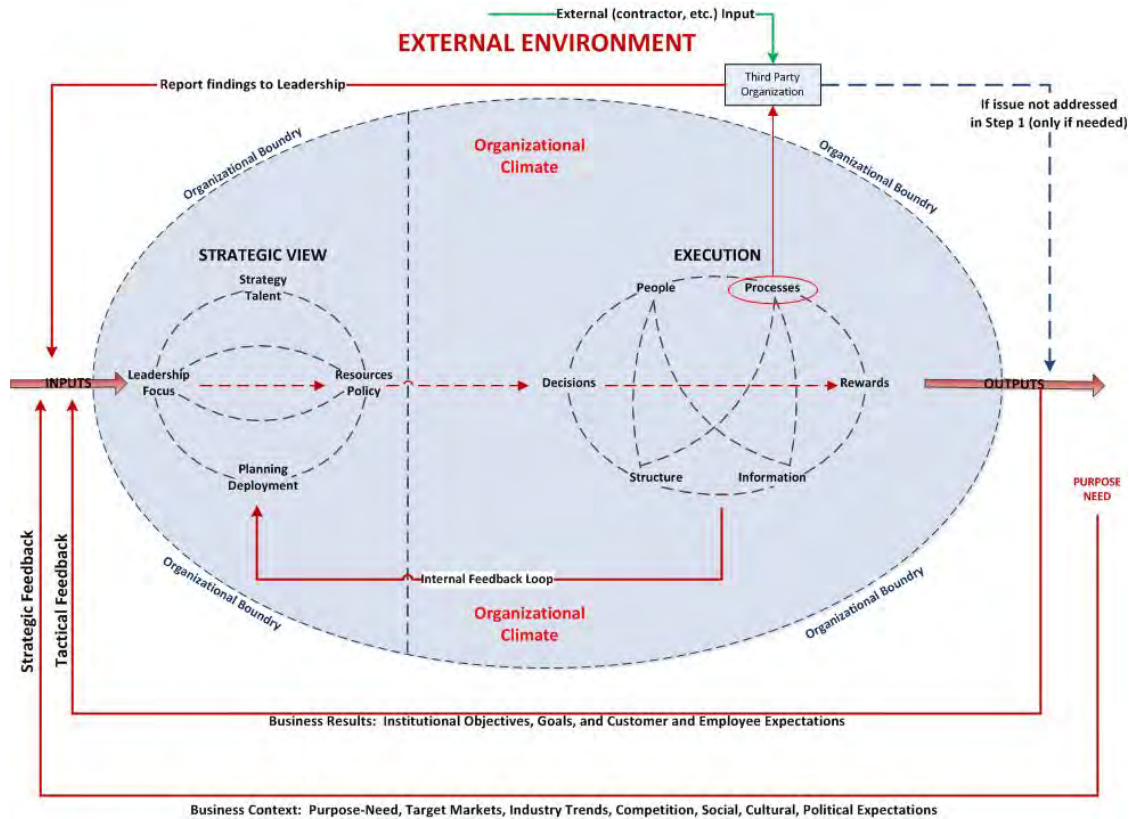 External (contractor, etc.) Input
EXTERNAL ENVIRONMENT
Report findings to Leadership
Third Party
Organization
If issue not addressed
in Step 1 (only if needed)
Organizational
Climate
Organizational Boundry
Organizational Boundry
STRATEGIC VIEW
Strategy
Talent
EXECUTION
People
Processes
INPUTS
Leadership
Focus
Resources
Policy
Decisions
Rewards
OUTPUTS
Planning
Deployment
Structure
Information
PURPOSE
NEED
Internal Feedback Loop
Organizational Boundry
Organizational Boundry
Organizational
Climate
Strategic Feedback
Tactical Feedback
Business Results: Institutional Objectives, Goals, and Customer and Employee Expectations
Business Context: Purpose-Need, Target Markets, Industry Trends, Competition, Social, Cultural, Political Expectations